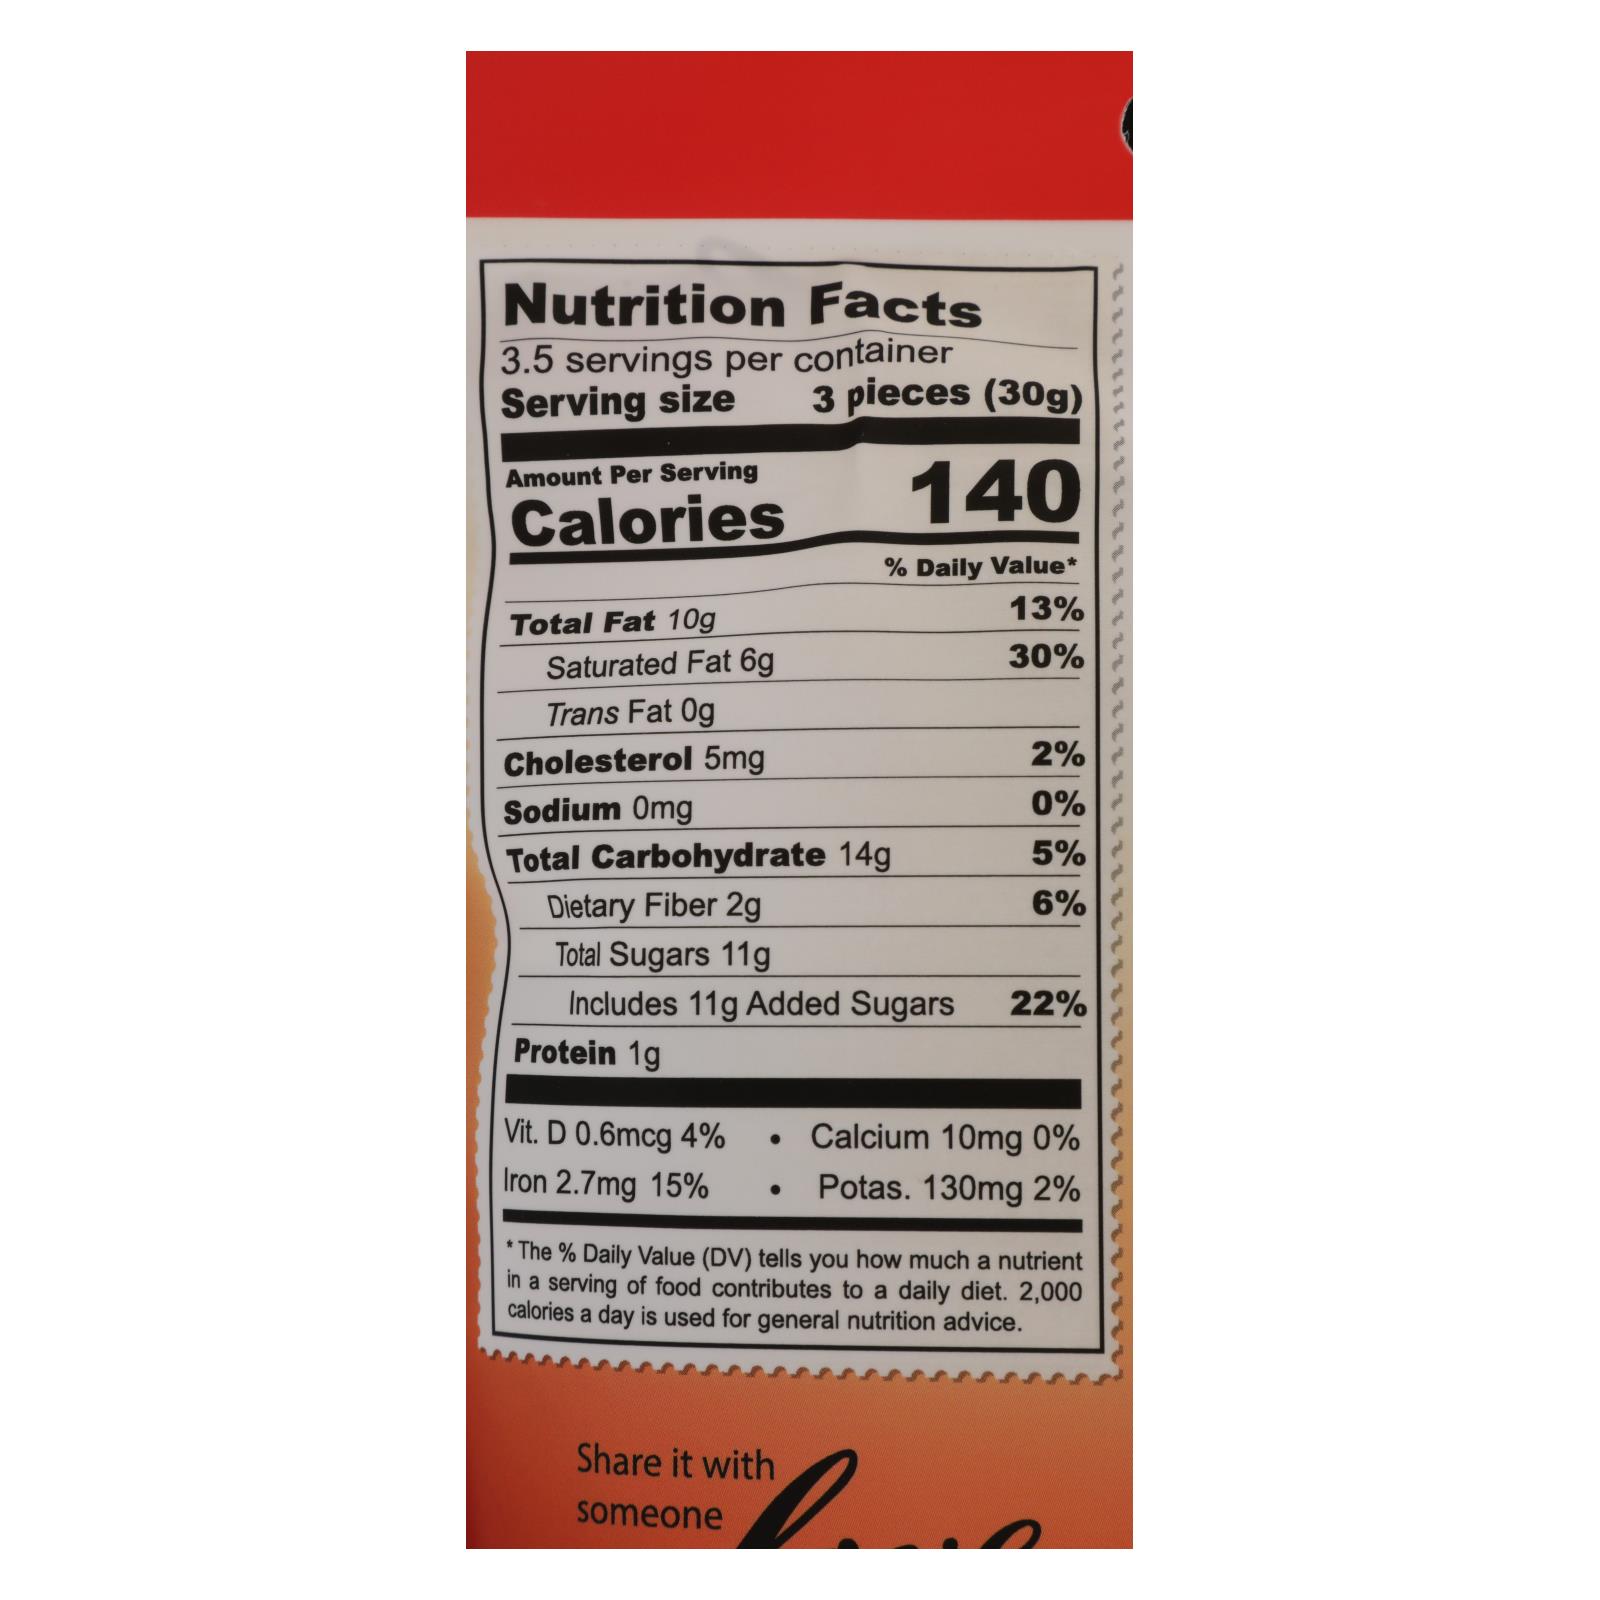 Nutrition Facts
3.5 servings per container
Serving size 3 pieces (30g)
Amount Per Serving
Calories 140
% Daily Value*
Total Fat 10g 13%
Saturated Fat 6g 30%
Trans Fat 0g
Cholesterol 5mg 2%
Sodium 0mg 0%
Total Carbohydrate 14g 5%
Dietary Fiber 2g 6%
Total Sugars 11g
Includes 11g Added Sugars 22%
Protein 1g
Vit. D 0.6mcg 4% • Calcium 10mg 0%
Iron 2.7mg 15% • Potas. 130mg 2%
* The % Daily Value (DV) tells you how much a nutrient
in a serving of food contributes to a daily diet. 2,000
calories a day is used for general nutrition advice.
Share it with
someone